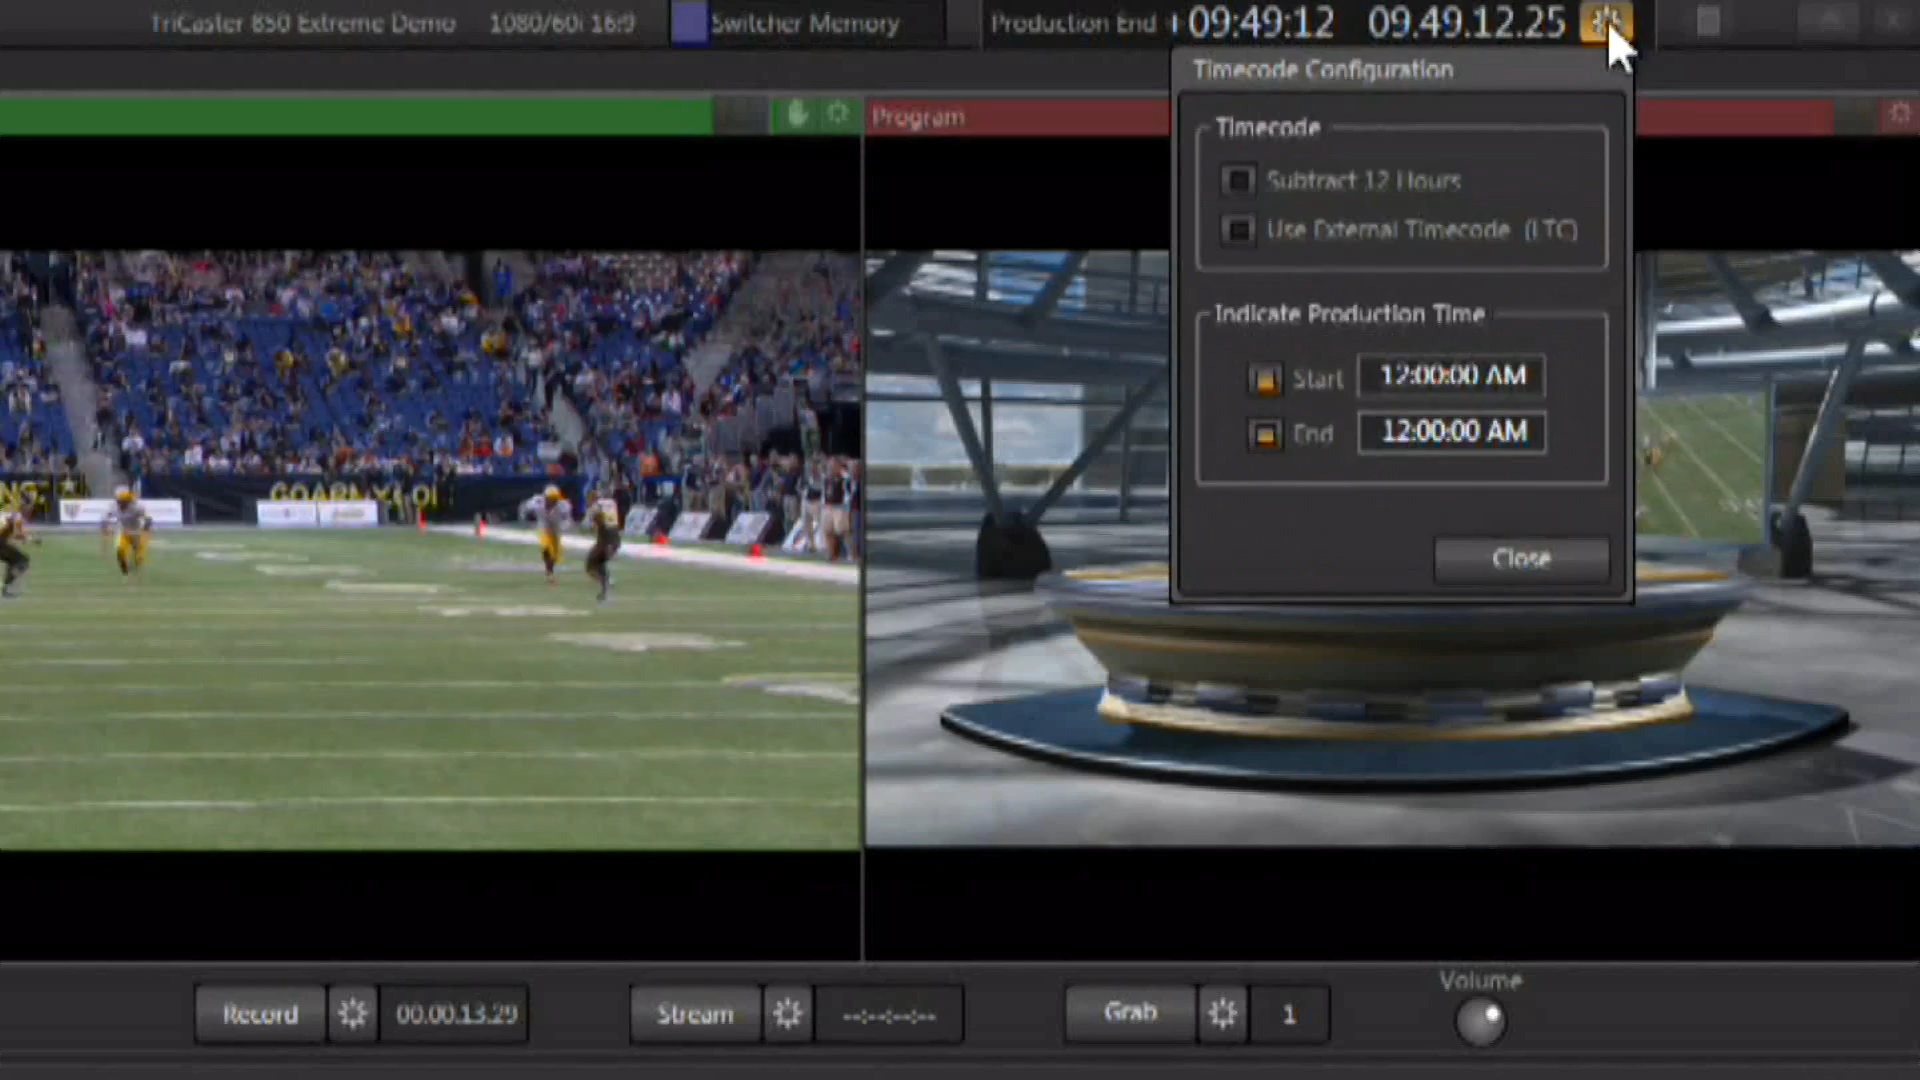 TriCaster 850 Extreme Demo 1080/60i 16:9 Switcher Memory Production End + 09:49:12 09.49.12.25
Timecode Configuration
Program
Timecode
Subtract 12 Hours
Use External Timecode (LTC)
Indicate Production Time
Start 12:00:00 AM
End 12:00:00 AM
Close
Volume
Record 00.00.13.29 Stream --:--:--:-- Grab 1